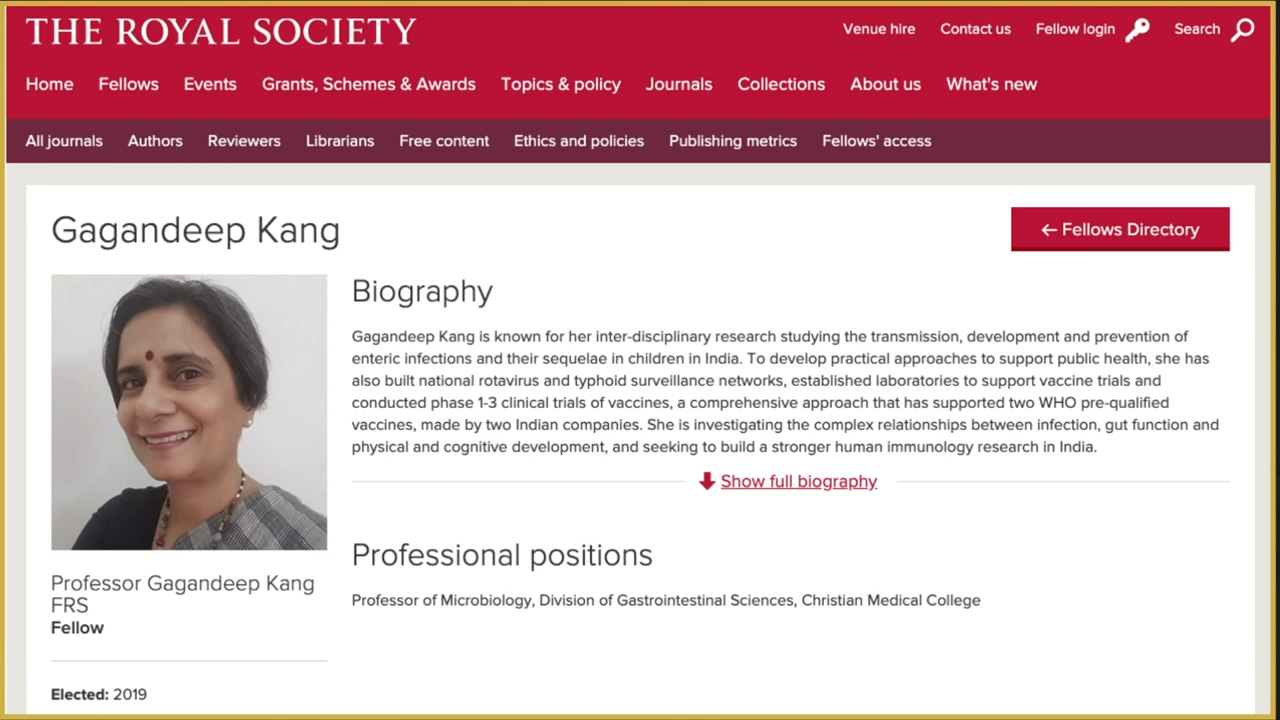 THE ROYAL SOCIETY
Venue hire Contact us Fellow login Search
Home Fellows Events Grants, Schemes & Awards Topics & policy Journals Collections About us What's new
All journals Authors Reviewers Librarians Free content Ethics and policies Publishing metrics Fellows' access
Gagandeep Kang
← Fellows Directory
Biography
Gagandeep Kang is known for her inter-disciplinary research studying the transmission, development and prevention of
enteric infections and their sequelae in children in India. To develop practical approaches to support public health, she has
also built national rotavirus and typhoid surveillance networks, established laboratories to support vaccine trials and
conducted phase 1-3 clinical trials of vaccines, a comprehensive approach that has supported two WHO pre-qualified
vaccines, made by two Indian companies. She is investigating the complex relationships between infection, gut function and
physical and cognitive development, and seeking to build a stronger human immunology research in India.
Show full biography
Professional positions
Professor of Microbiology, Division of Gastrointestinal Sciences, Christian Medical College
Professor Gagandeep Kang
FRS
Fellow
Elected: 2019